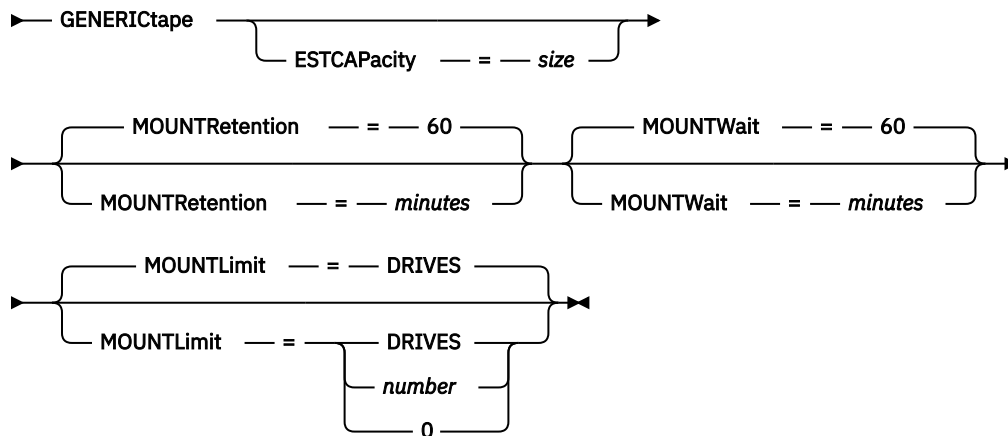 GENERICtape
ESTCAPacity = size
MOUNTRetention = 60 MOUNTWait = 60
MOUNTRetention = minutes MOUNTWait = minutes
MOUNTLimit = DRIVES
MOUNTLimit = DRIVES
number
0